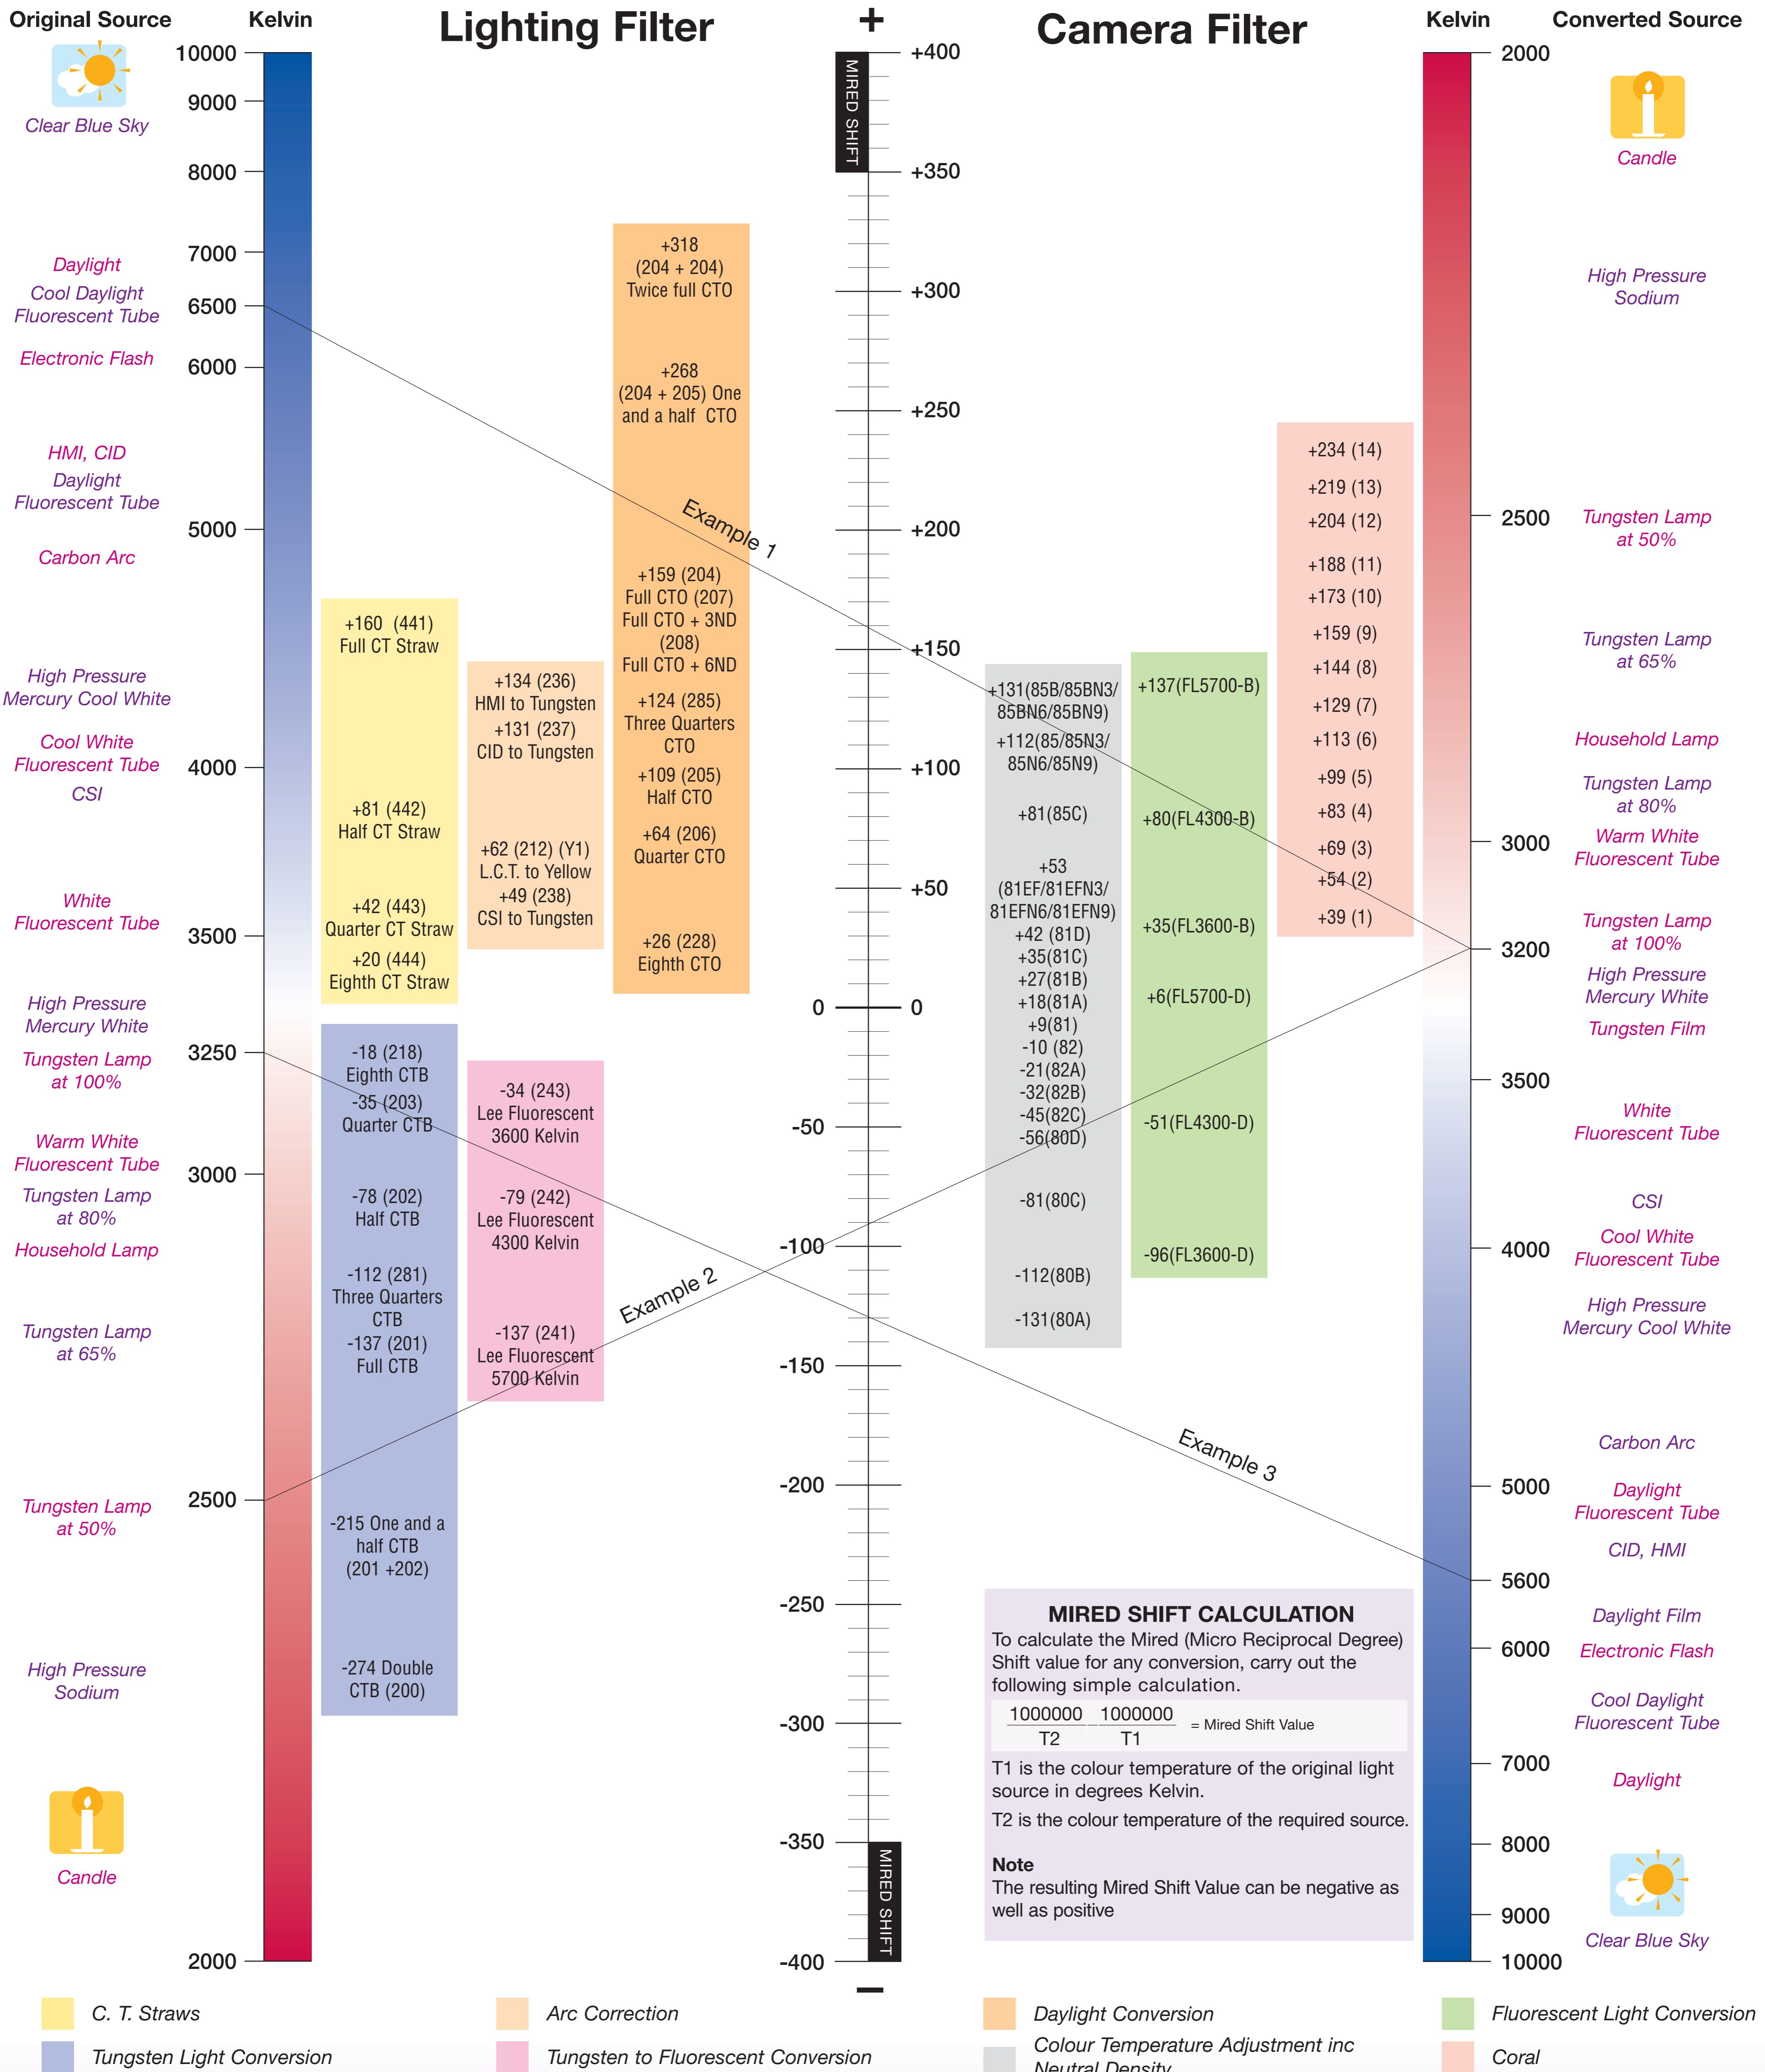 Original Source
Kelvin
Lighting Filter
+
Camera Filter
Kelvin
Converted Source
10000
9000
8000
7000
6500
6000
5000
4000
3500
3250
3000
2500
2000
Clear Blue Sky
Daylight
Cool Daylight
Fluorescent Tube
Electronic Flash
HMI, CID
Daylight
Fluorescent Tube
Carbon Arc
High Pressure
Mercury Cool White
Cool White
Fluorescent Tube
CSI
White
Fluorescent Tube
High Pressure
Mercury White
Tungsten Lamp
at 100%
Warm White
Fluorescent Tube
Tungsten Lamp
at 80%
Household Lamp
Tungsten Lamp
at 65%
Tungsten Lamp
at 50%
High Pressure
Sodium
Candle
+160 (441)
Full CT Straw
+81 (442)
Half CT Straw
+42 (443)
Quarter CT Straw
+20 (444)
Eighth CT Straw
-18 (218)
Eighth CTB
-35 (203)
Quarter CTB
-78 (202)
Half CTB
-112 (281)
Three Quarters
CTB
-137 (201)
Full CTB
-215 One and a
half CTB
(201 +202)
-274 Double
CTB (200)
+134 (236)
HMI to Tungsten
+131 (237)
CID to Tungsten
+62 (212) (Y1)
L.C.T. to Yellow
+49 (238)
CSI to Tungsten
-34 (243)
Lee Fluorescent
3600 Kelvin
-79 (242)
Lee Fluorescent
4300 Kelvin
-137 (241)
Lee Fluorescent
5700 Kelvin
+318
(204 + 204)
Twice full CTO
+268
(204 + 205) One
and a half CTO
+159 (204)
Full CTO (207)
Full CTO + 3ND
(208)
Full CTO + 6ND
+124 (285)
Three Quarters
CTO
+109 (205)
Half CTO
+64 (206)
Quarter CTO
+26 (228)
Eighth CTO
Example 1
Example 2
Example 3
MIRED SHIFT
+400
+350
+300
+250
+200
+150
+100
+50
0
0
-50
-100
-150
-200
-250
-300
-350
-400
MIRED SHIFT
–
+131(85B/85BN3/
85BN6/85BN9)
+112(85/85N3/
85N6/85N9)
+81(85C)
+53
(81EF/81EFN3/
81EFN6/81EFN9)
+42 (81D)
+35(81C)
+27(81B)
+18(81A)
+9(81)
-10 (82)
-21(82A)
-32(82B)
-45(82C)
-56(80D)
-81(80C)
-112(80B)
-131(80A)
+137(FL5700-B)
+80(FL4300-B)
+35(FL3600-B)
+6(FL5700-D)
-51(FL4300-D)
-96(FL3600-D)
+234 (14)
+219 (13)
+204 (12)
+188 (11)
+173 (10)
+159 (9)
+144 (8)
+129 (7)
+113 (6)
+99 (5)
+83 (4)
+69 (3)
+54 (2)
+39 (1)
MIRED SHIFT CALCULATION
To calculate the Mired (Micro Reciprocal Degree)
Shift value for any conversion, carry out the
following simple calculation.
1000000 – 1000000
T2 T1
= Mired Shift Value
T1 is the colour temperature of the original light
source in degrees Kelvin.
T2 is the colour temperature of the required source.
Note
The resulting Mired Shift Value can be negative as
well as positive
2000
2500
3000
3200
3500
4000
5000
5600
6000
7000
8000
9000
10000
Candle
High Pressure
Sodium
Tungsten Lamp
at 50%
Tungsten Lamp
at 65%
Household Lamp
Tungsten Lamp
at 80%
Warm White
Fluorescent Tube
Tungsten Lamp
at 100%
High Pressure
Mercury White
Tungsten Film
White
Fluorescent Tube
CSI
Cool White
Fluorescent Tube
High Pressure
Mercury Cool White
Carbon Arc
Daylight
Fluorescent Tube
CID, HMI
Daylight Film
Electronic Flash
Cool Daylight
Fluorescent Tube
Daylight
Clear Blue Sky
C. T. Straws
Arc Correction
Daylight Conversion
Fluorescent Light Conversion
Tungsten Light Conversion
Tungsten to Fluorescent Conversion
Colour Temperature Adjustment inc
Neutral Density
Coral